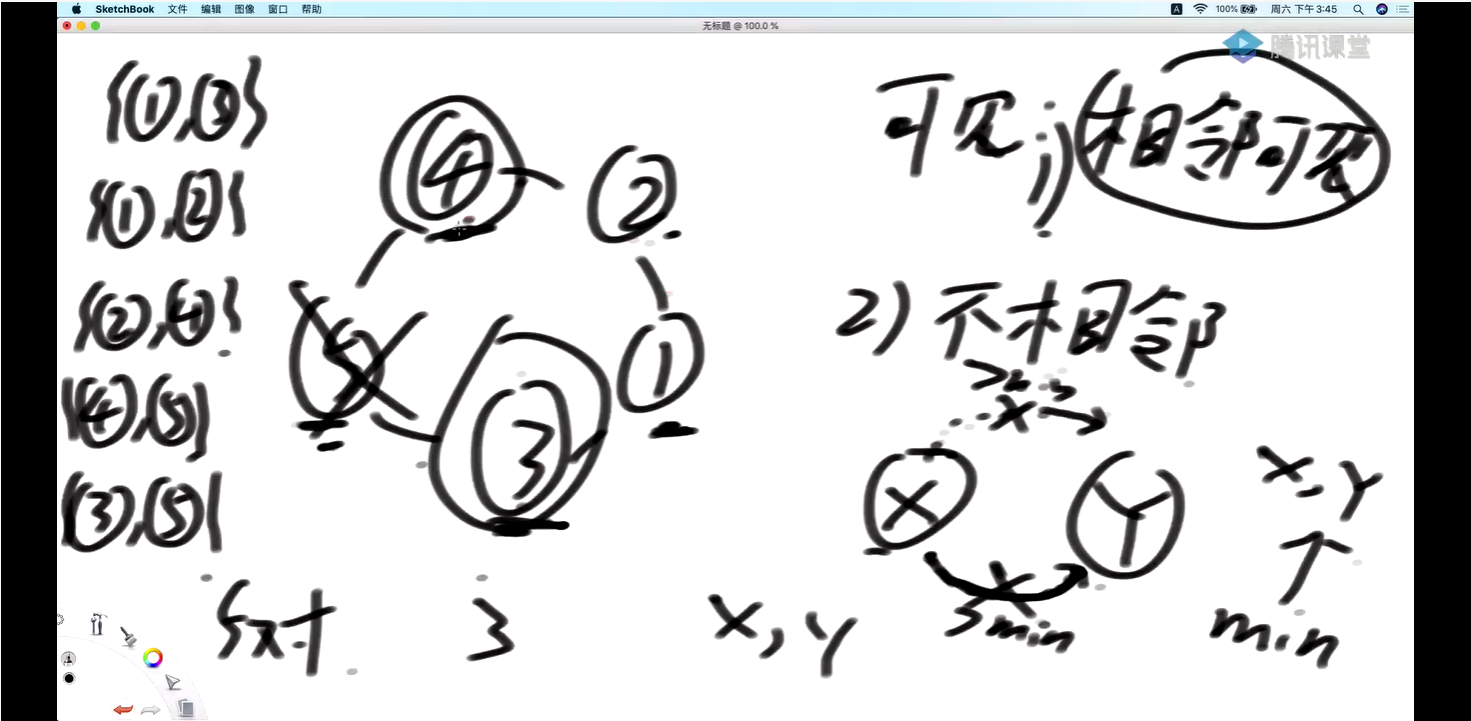 SketchBook 文件 编辑 图像 窗口 帮助 A 100% 周六 下午 3:45
无标题 @ 100.0 %
腾讯课堂
{①,③}
{①,②}
{②,④}
{④,⑤}
{③,⑤}
5对
④
②
⑤
①
③
3
可见:
1) 相邻可见
2) 不相邻
X
Y
X, Y
>min
X, Y
min